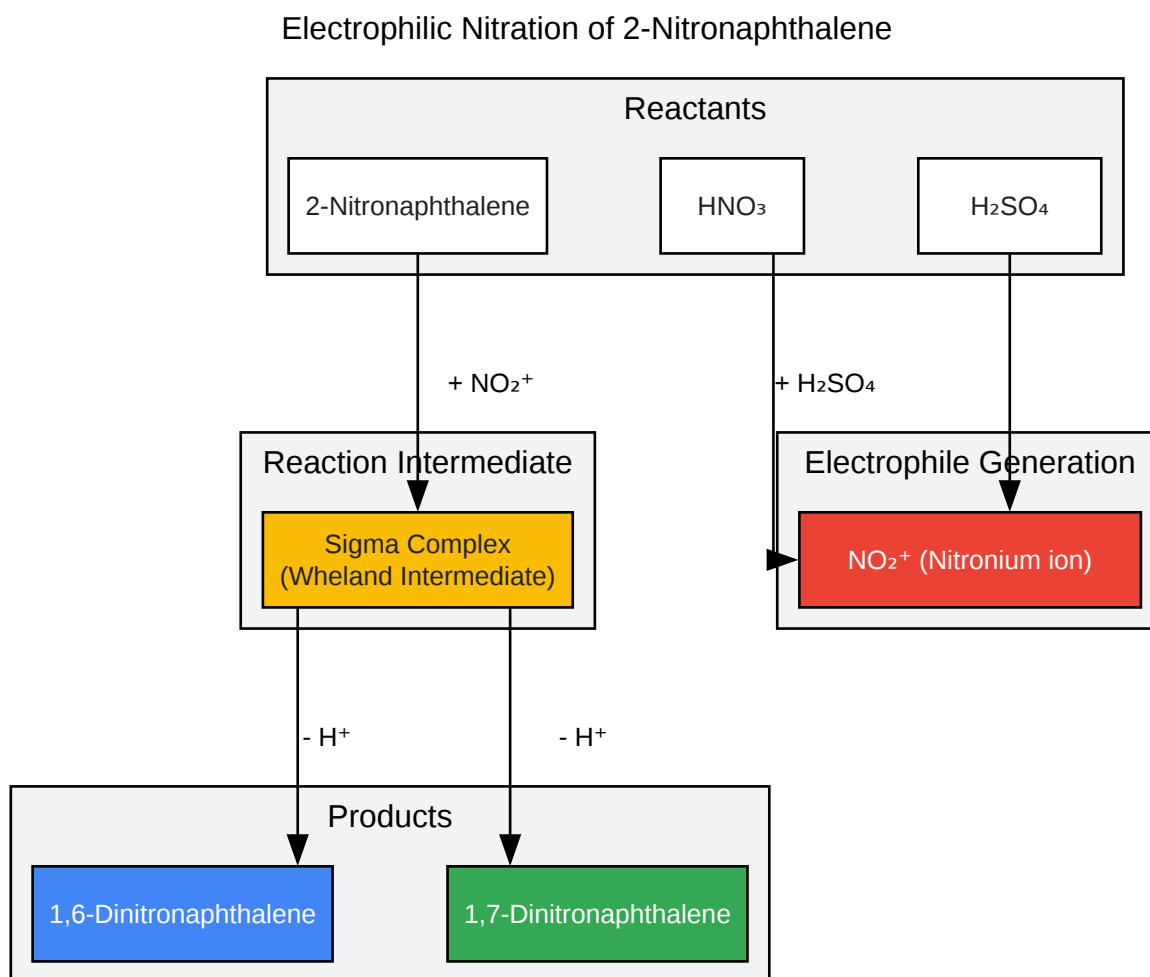 Electrophilic Nitration of 2-Nitronaphthalene
Reactants
2-Nitronaphthalene
HNO₃
H₂SO₄
+ NO₂⁺
+ H₂SO₄
Reaction Intermediate
Electrophile Generation
Sigma Complex
(Wheland Intermediate)
NO₂⁺ (Nitronium ion)
- H⁺
- H⁺
Products
1,6-Dinitronaphthalene
1,7-Dinitronaphthalene